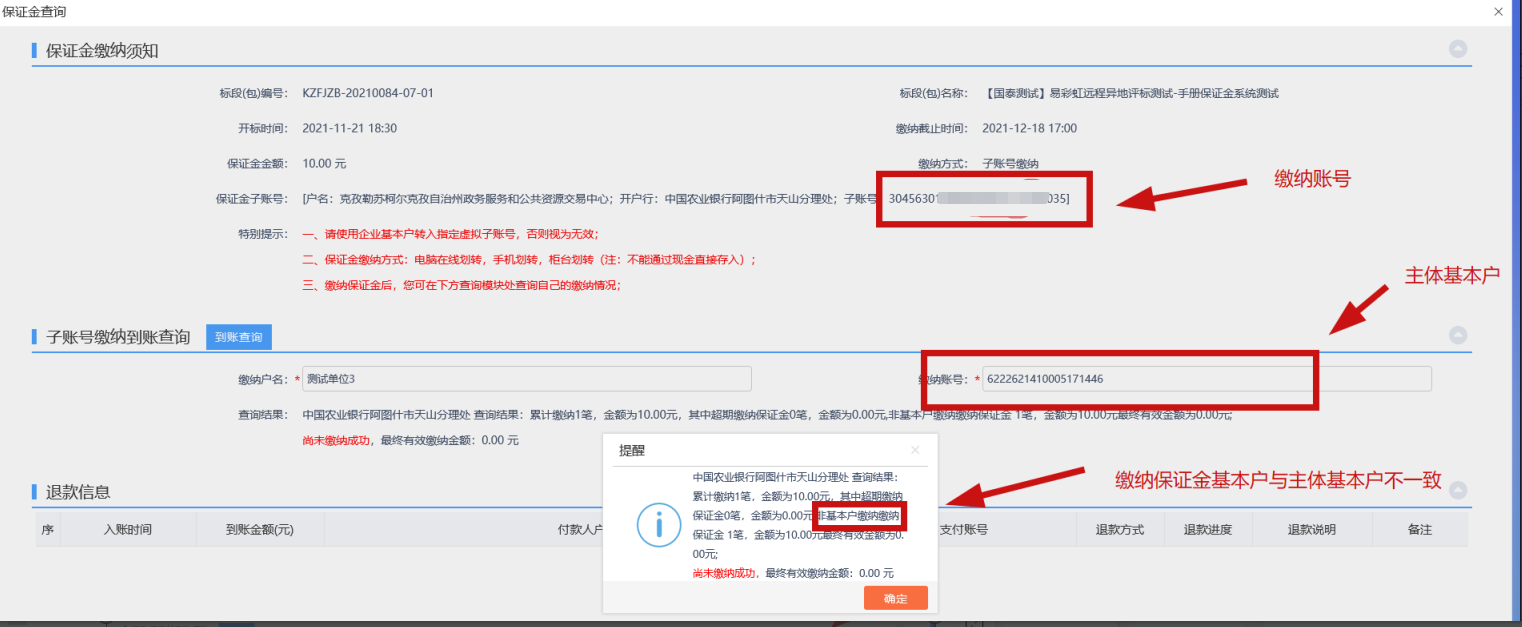 保证金查询
保证金缴纳须知
标段(包)编号： KZFJZB-20210084-07-01
标段(包)名称： 【国泰测试】易彩虹远程异地评标测试-手册保证金系统测试
开标时间： 2021-11-21 18:30
缴纳截止时间： 2021-12-18 17:00
保证金金额： 10.00 元
缴纳方式： 子账号缴纳
缴纳账号
保证金子账号： [户名：克孜勒苏柯尔克孜自治州政务服务和公共资源交易中心；开户行：中国农业银行阿图什市天山分理处；子账号 30456301 035]
特别提示： 一、请使用企业基本户转入指定虚拟子账号，否则视为无效；
二、保证金缴纳方式：电脑在线划转，手机划转，柜台划转（注：不能通过现金直接存入）；
三、缴纳保证金后，您可在下方查询模块处查询自己的缴纳情况；
主体基本户
子账号缴纳到账查询 到账查询
缴纳户名： * 测试单位3
缴纳账号： * 6222621410005171446
查询结果： 中国农业银行阿图什市天山分理处 查询结果：累计缴纳1笔，金额为10.00元，其中超期缴纳保证金0笔，金额为0.00元,非基本户缴纳缴纳保证金 1笔，金额为10.00元最终有效金额为0.00元;
尚未缴纳成功，最终有效缴纳金额：0.00 元
提醒
中国农业银行阿图什市天山分理处 查询结果：
累计缴纳1笔，金额为10.00元，其中超期缴纳
保证金0笔，金额为0.00元,非基本户缴纳缴纳
保证金 1笔，金额为10.00元最终有效金额为0.
00元;
尚未缴纳成功，最终有效缴纳金额：0.00 元
确定
缴纳保证金基本户与主体基本户不一致
退款信息
序 入账时间 到账金额(元) 付款人户 支付账号 退款方式 退款进度 退款说明 备注